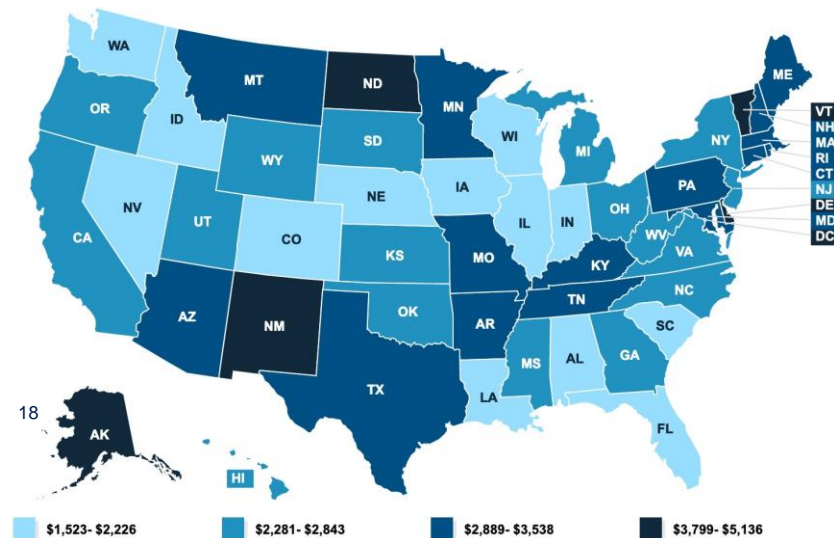 WA
MT
ND
MN
ME
OR
ID
SD
WI
MI
NY
VT
NH
MA
RI
CT
NJ
DE
MD
DC
WY
NE
IA
PA
NV
UT
CO
IL
IN
OH
WV
VA
CA
KS
MO
KY
NC
AZ
NM
OK
AR
TN
SC
TX
LA
MS
AL
GA
FL
18
AK
HI
$1,523- $2,226
$2,281- $2,843
$2,889- $3,538
$3,799- $5,136